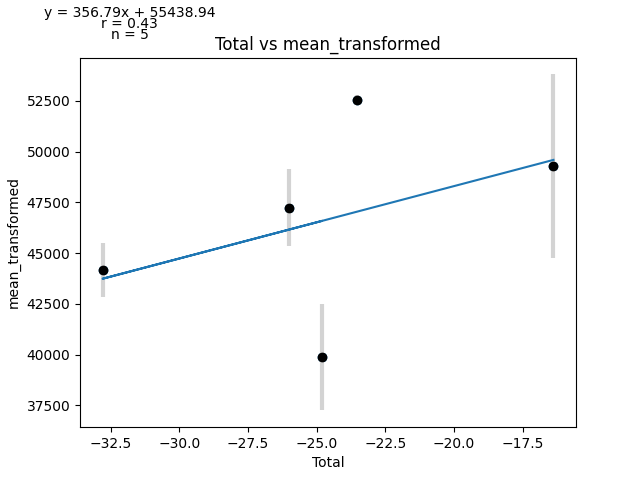 y = 356.79x + 55438.94
r = 0.43
n = 5
Total vs mean_transformed
mean_transformed
52500
50000
47500
45000
42500
40000
37500
−32.5 −30.0 −27.5 −25.0 −22.5 −20.0 −17.5
Total